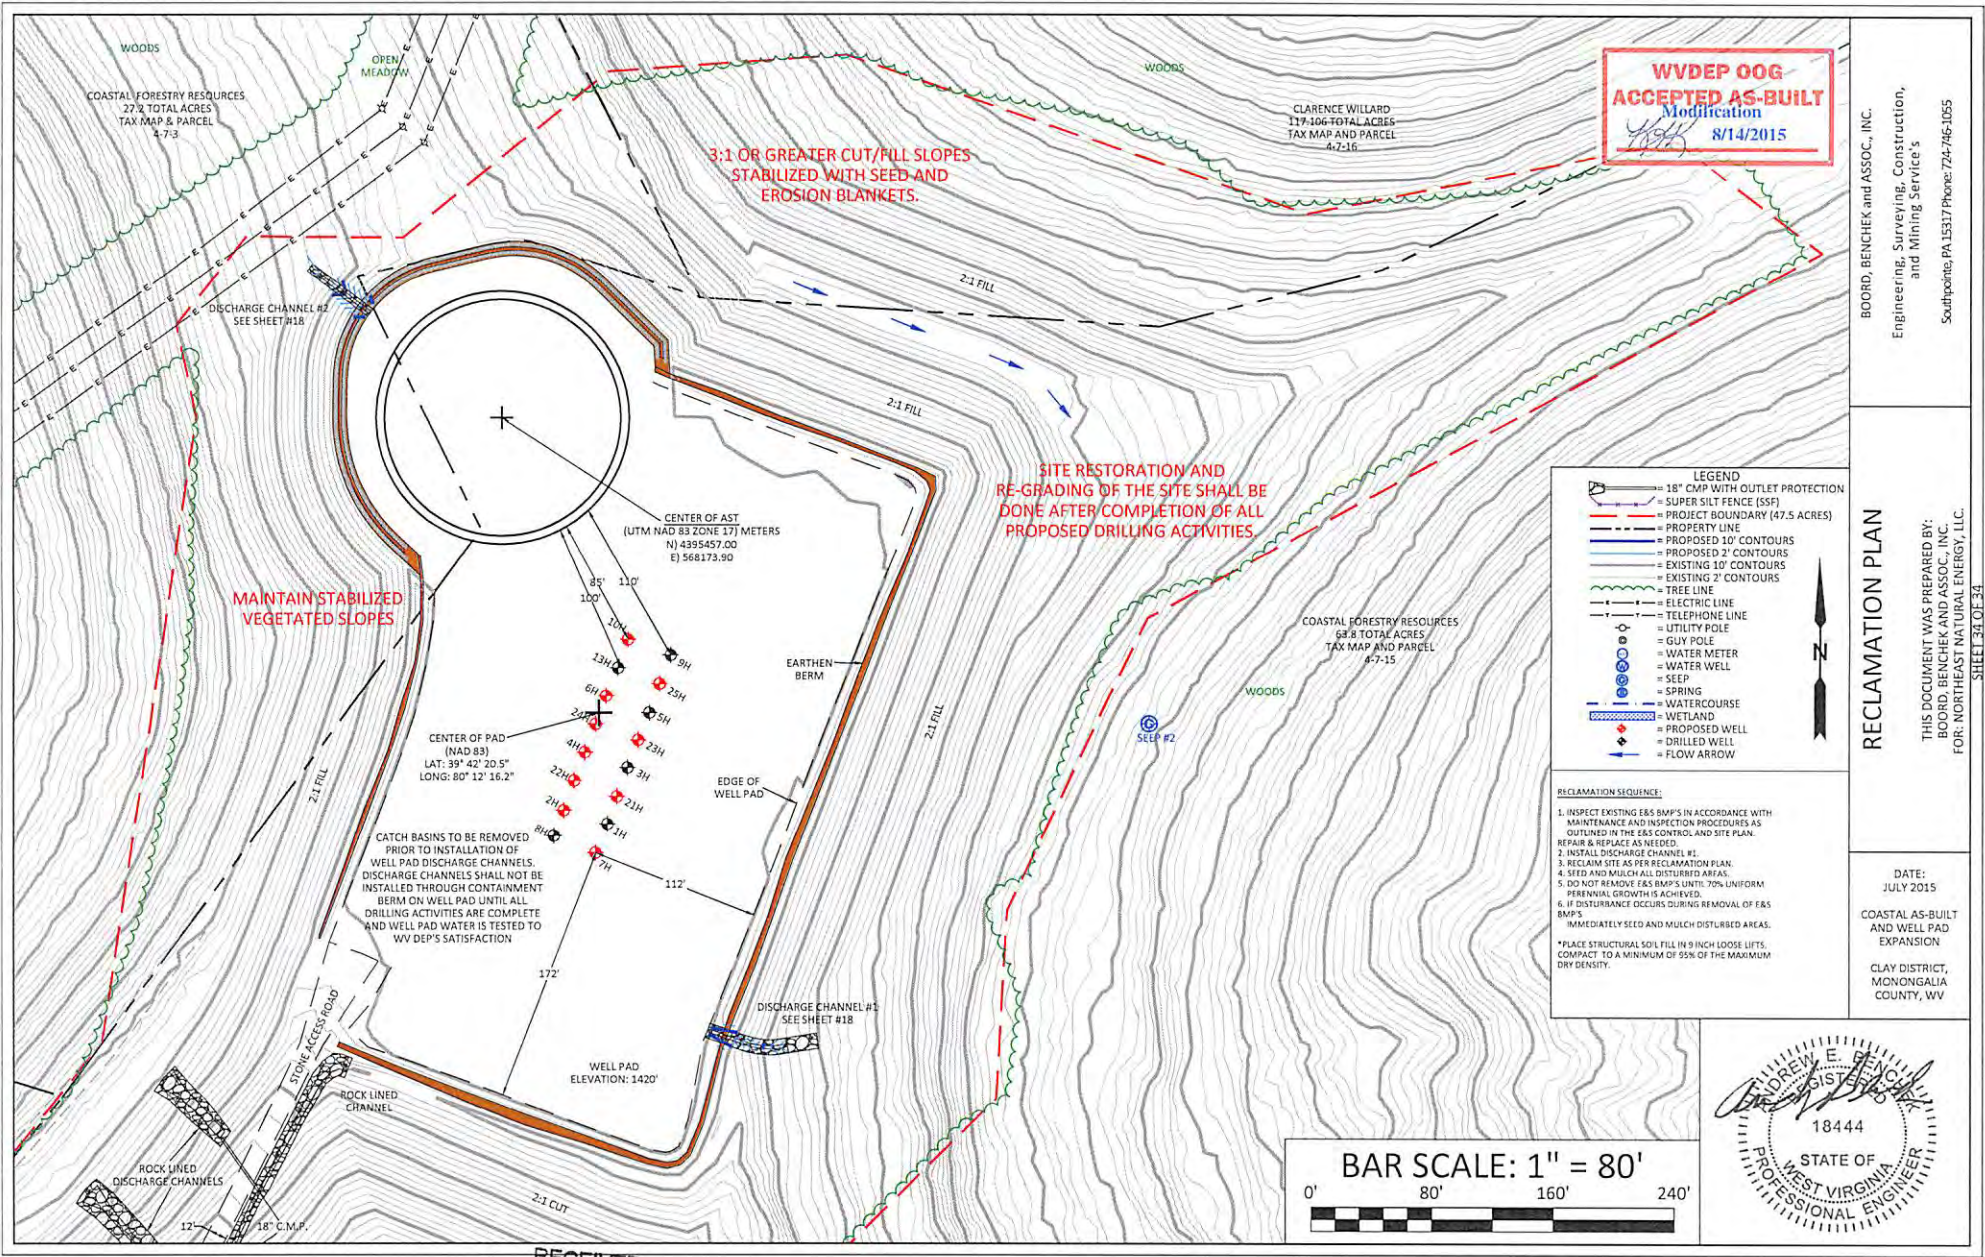 WOODS
OPEN
MEADOW
COASTAL FORESTRY RESOURCES
27.2 TOTAL ACRES
TAX MAP & PARCEL
4-7-3
WOODS
CLARENCE WILLARD
117.106 TOTAL ACRES
TAX MAP AND PARCEL
4-7-16
WVDEP OOG
ACCEPTED AS-BUILT
Modification
8/14/2015
3:1 OR GREATER CUT/FILL SLOPES
STABILIZED WITH SEED AND
EROSION BLANKETS.
DISCHARGE CHANNEL #2
SEE SHEET #18
2:1 FILL
2:1 FILL
SITE RESTORATION AND
RE-GRADING OF THE SITE SHALL BE
DONE AFTER COMPLETION OF ALL
PROPOSED DRILLING ACTIVITIES.
CENTER OF AST
(UTM NAD 83 ZONE 17) METERS
N) 4395457.00
E) 568173.90
85'
110'
100'
MAINTAIN STABILIZED
VEGETATED SLOPES
10H
13H
9H
6H
25H
24H
5H
4H
23H
22H
3H
2H
21H
8H
1H
7H
EARTHEN
BERM
CENTER OF PAD
(NAD 83)
LAT: 39° 42' 20.5"
LONG: 80° 12' 16.2"
EDGE OF
WELL PAD
2:1 FILL
2:1 FILL
COASTAL FORESTRY RESOURCES
63.8 TOTAL ACRES
TAX MAP AND PARCEL
4-7-15
WOODS
SEEP #2
CATCH BASINS TO BE REMOVED
PRIOR TO INSTALLATION OF
WELL PAD DISCHARGE CHANNELS.
DISCHARGE CHANNELS SHALL NOT BE
INSTALLED THROUGH CONTAINMENT
BERM ON WELL PAD UNTIL ALL
DRILLING ACTIVITIES ARE COMPLETE
AND WELL PAD WATER IS TESTED TO
WV DEP'S SATISFACTION
112'
172'
DISCHARGE CHANNEL #1
SEE SHEET #18
WELL PAD
ELEVATION: 1420'
STONE ACCESS ROAD
ROCK LINED
CHANNEL
ROCK LINED
DISCHARGE CHANNELS
12'
18" C.M.P.
2:1 CUT
LEGEND
= 18" CMP WITH OUTLET PROTECTION
= SUPER SILT FENCE (SSF)
= PROJECT BOUNDARY (47.5 ACRES)
= PROPERTY LINE
= PROPOSED 10' CONTOURS
= PROPOSED 2' CONTOURS
= EXISTING 10' CONTOURS
= EXISTING 2' CONTOURS
= TREE LINE
= ELECTRIC LINE
= TELEPHONE LINE
= UTILITY POLE
= GUY POLE
= WATER METER
= WATER WELL
= SEEP
= SPRING
= WATERCOURSE
= WETLAND
= PROPOSED WELL
= DRILLED WELL
= FLOW ARROW
N
RECLAMATION SEQUENCE:
1. INSPECT EXISTING E&S BMP'S IN ACCORDANCE WITH
MAINTENANCE AND INSPECTION PROCEDURES AS
OUTLINED IN THE E&S CONTROL AND SITE PLAN.
REPAIR & REPLACE AS NEEDED.
2. INSTALL DISCHARGE CHANNEL #1.
3. RECLAIM SITE AS PER RECLAMATION PLAN.
4. SEED AND MULCH ALL DISTURBED AREAS.
5. DO NOT REMOVE E&S BMP'S UNTIL 70% UNIFORM
PERENNIAL GROWTH IS ACHIEVED.
6. IF DISTURBANCE OCCURS DURING REMOVAL OF E&S
BMP'S
IMMEDIATELY SEED AND MULCH DISTURBED AREAS.
*PLACE STRUCTURAL SOIL FILL IN 9 INCH LOOSE LIFTS.
COMPACT TO A MINIMUM OF 95% OF THE MAXIMUM
DRY DENSITY.
BOORD, BENCHEK and ASSOC., INC.
Engineering, Surveying, Construction,
and Mining Service's
Southpointe, PA 15317 Phone: 724-746-1055
RECLAMATION PLAN
THIS DOCUMENT WAS PREPARED BY:
BOORD, BENCHEK AND ASSOC., INC.
FOR: NORTHEAST NATURAL ENERGY, LLC.
SHEET 34 OF 34
DATE:
JULY 2015
COASTAL AS-BUILT
AND WELL PAD
EXPANSION
CLAY DISTRICT,
MONONGALIA
COUNTY, WV
BAR SCALE: 1" = 80'
0' 80' 160' 240'
ANDREW E. BENCHEK
REGISTERED
18444
STATE OF
WEST VIRGINIA
PROFESSIONAL ENGINEER